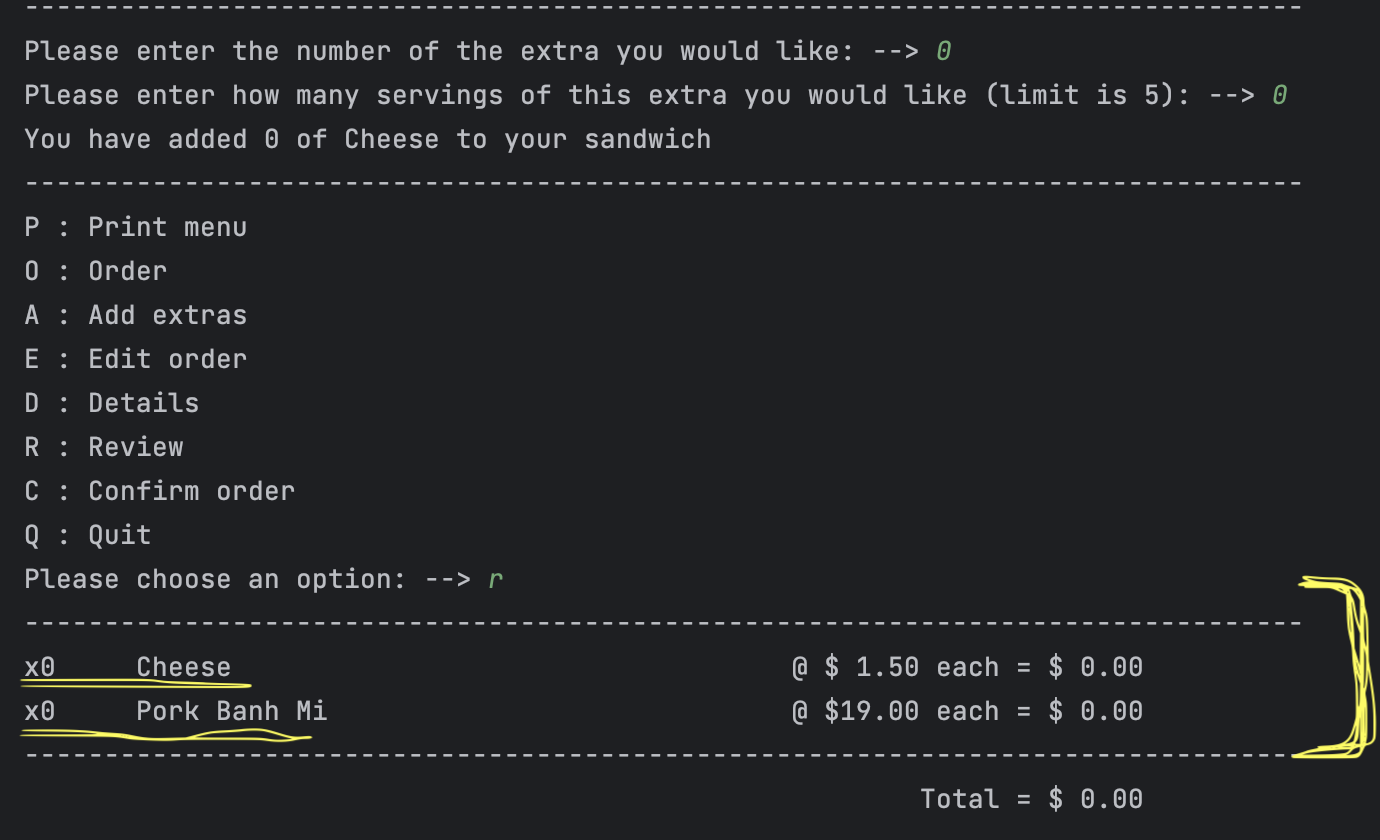 --------------------------------------------------------------------------------
Please enter the number of the extra you would like: --> 0
Please enter how many servings of this extra you would like (limit is 5): --> 0
You have added 0 of Cheese to your sandwich
--------------------------------------------------------------------------------
P : Print menu
O : Order
A : Add extras
E : Edit order
D : Details
R : Review
C : Confirm order
Q : Quit
Please choose an option: --> r
--------------------------------------------------------------------------------
x0     Cheese                                   @ $ 1.50 each = $ 0.00
x0     Pork Banh Mi                             @ $19.00 each = $ 0.00
--------------------------------------------------------------------------------
                                                        Total = $ 0.00